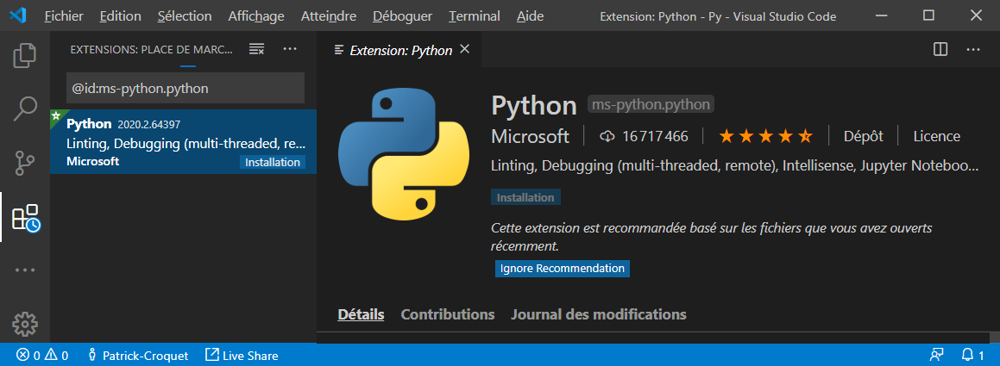 Fichier Edition Sélection Affichage Atteindre Déboguer Terminal Aide Extension: Python - Py - Visual Studio Code
EXTENSIONS: PLACE DE MARC...
Extension: Python
@id:ms-python.python
Python 2020.2.64397
Linting, Debugging (multi-threaded, re...
Microsoft Installation
Python ms-python.python
Microsoft 16 717 466 Dépôt Licence
Linting, Debugging (multi-threaded, remote), Intellisense, Jupyter Noteboo...
Installation
Cette extension est recommandée basé sur les fichiers que vous avez ouverts
récemment.
Ignore Recommendation
Détails Contributions Journal des modifications
0 0 Patrick-Croquet Live Share 1